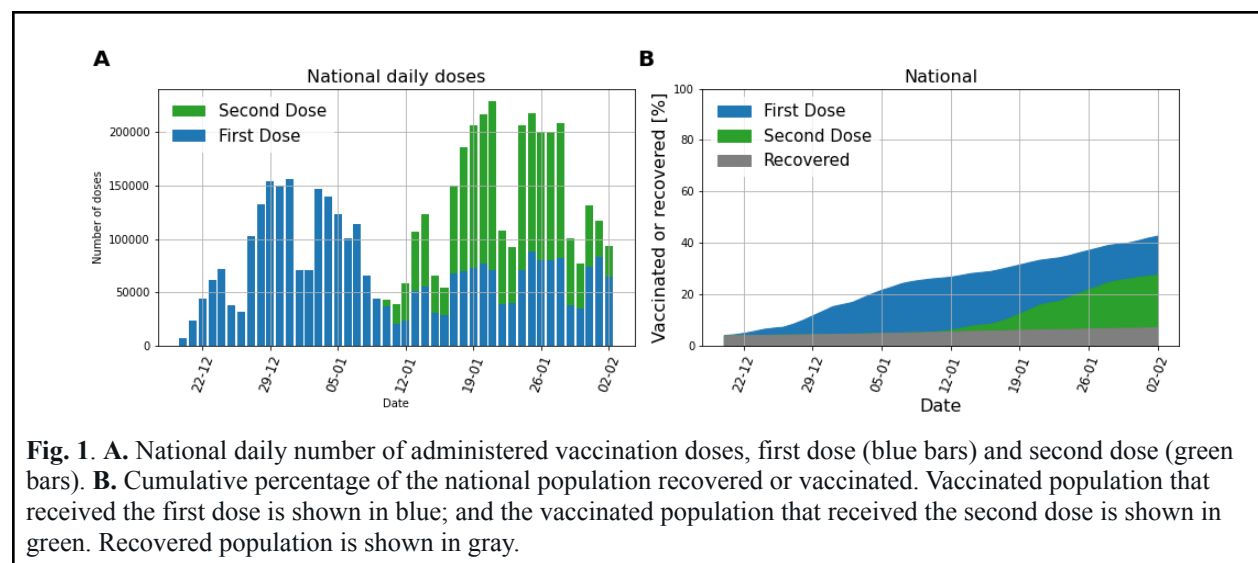 A
National daily doses
Second Dose
First Dose
Number of doses
200000
150000
100000
50000
0
22-12
29-12
05-01
12-01
19-01
26-01
02-02
Date
B
National
First Dose
Second Dose
Recovered
Vaccinated or recovered [%]
100
80
60
40
20
0
22-12
29-12
05-01
12-01
19-01
26-01
02-02
Date
Fig. 1. A. National daily number of administered vaccination doses, first dose (blue bars) and second dose (green
bars). B. Cumulative percentage of the national population recovered or vaccinated. Vaccinated population that
received the first dose is shown in blue; and the vaccinated population that received the second dose is shown in
green. Recovered population is shown in gray.